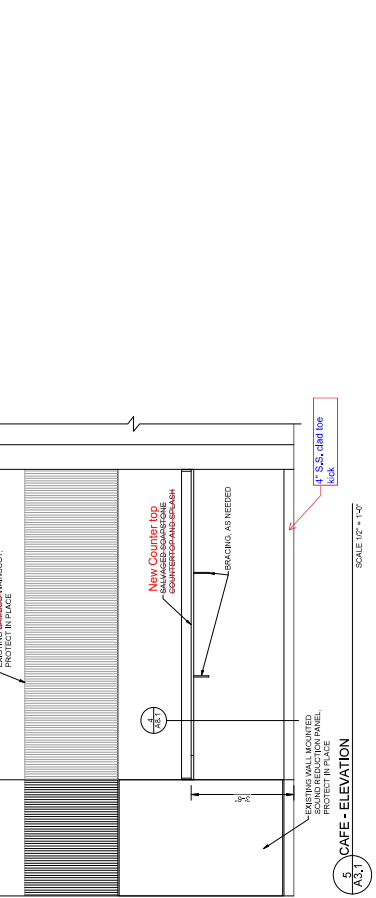 PROTECT IN PLACE
New Counter top
SALVAGED SOAPSTONE
COUNTERTOP AND SPLASH
BRACING, AS NEEDED
4" S.S. clad toe
kick
4
A8.1
EXISTING WALL MOUNTED
SOUND REDUCTION PANEL,
PROTECT IN PLACE
5
A3.1
CAFE - ELEVATION
SCALE 1/2" = 1'-0"